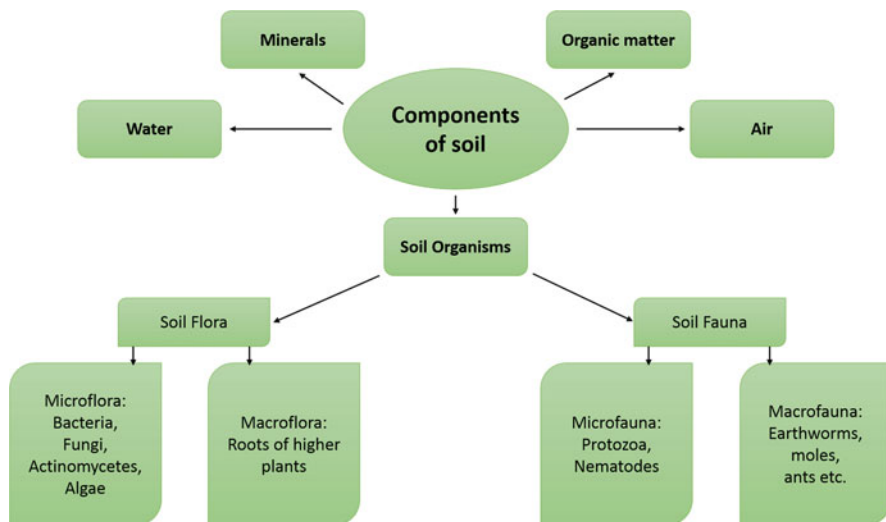 Minerals
Organic matter
Components
of soil
Water
Air
Soil Organisms
Soil Flora
Soil Fauna
Microflora:
Bacteria,
Fungi,
Actinomycetes,
Algae
Macroflora:
Roots of higher
plants
Microfauna:
Protozoa,
Nematodes
Macrofauna:
Earthworms,
moles,
ants etc.